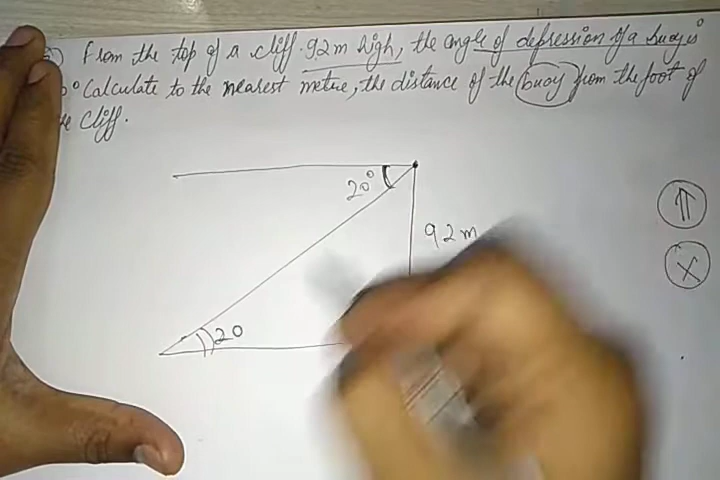 From the top of a cliff. 92m high, the angle of depression of a buoy is
0° Calculate to the nearest metre, the distance of the buoy from the foot of
Cliff.
20°
92m
20
π
x